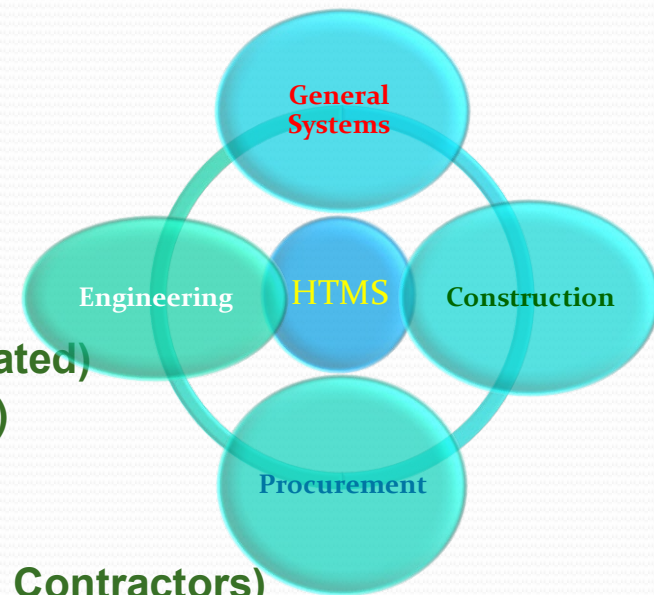 General
Systems
Engineering
HTMS
Construction
ated)
)
Procurement
Contractors)